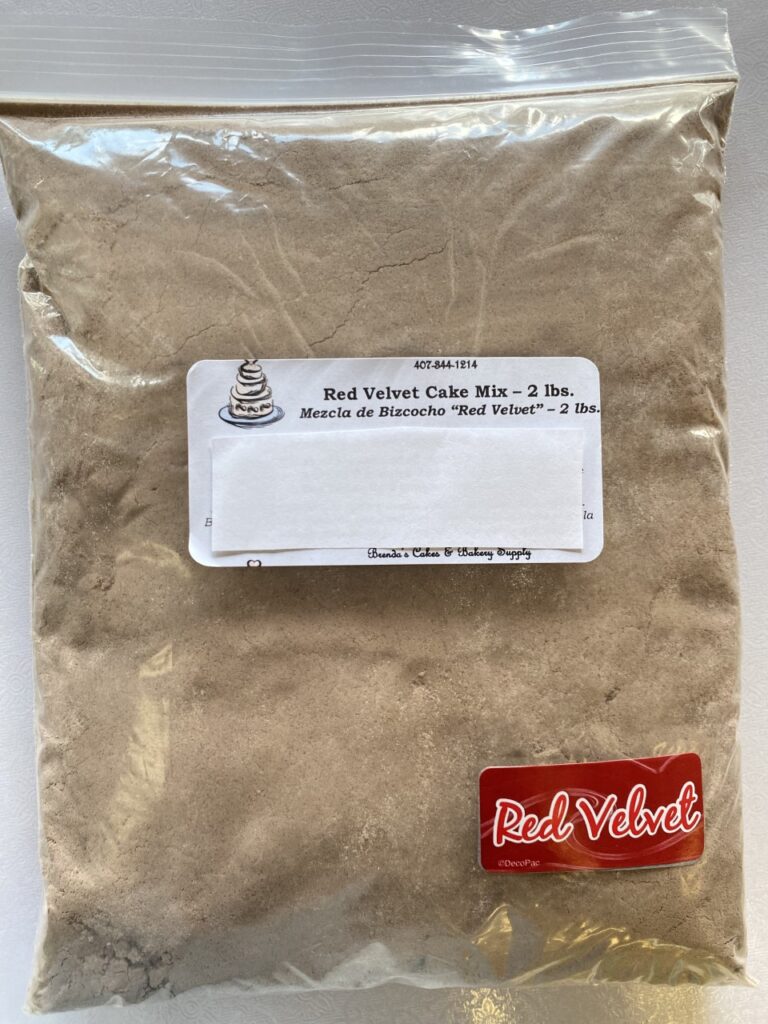 407-844-1214
Red Velvet Cake Mix – 2 lbs.
Mezcla de Bizcocho “Red Velvet” – 2 lbs.
B
la
Brenda's Cakes & Bakery Supply
Red Velvet
©DecoPac